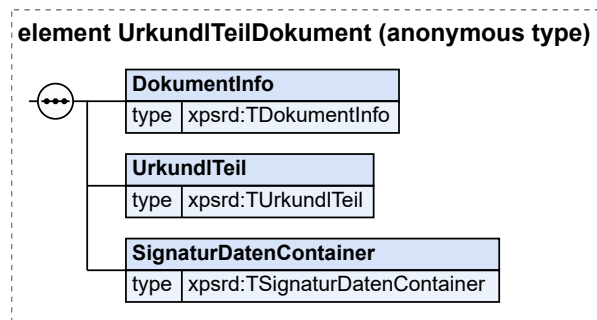 element UrkundlTeilDokument (anonymous type)
DokumentInfo
type xpsrd:TDokumentInfo
UrkundlTeil
type xpsrd:TUrkundlTeil
SignaturDatenContainer
type xpsrd:TSignaturDatenContainer